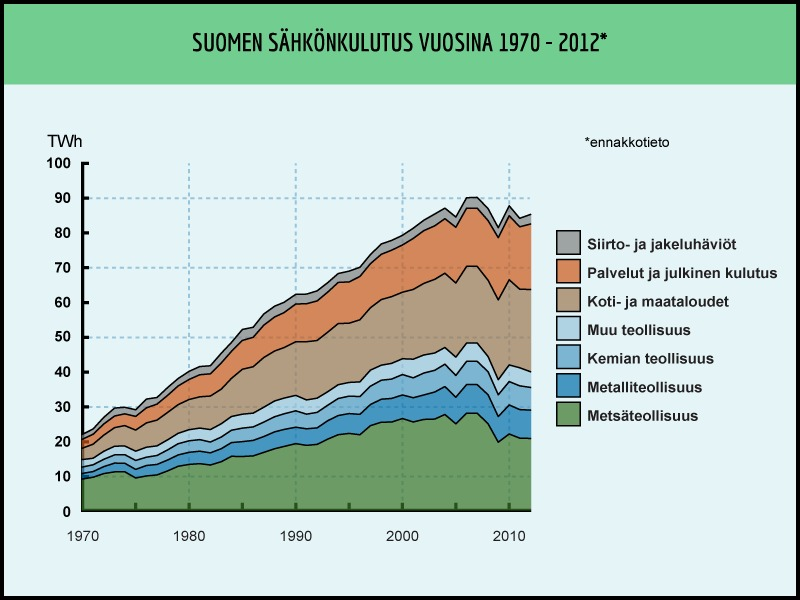 SUOMEN SÄHKÖNKULUTUS VUOSINA 1970 - 2012*
TWh
*ennakkotieto
100
90
80
70
60
50
40
30
20
10
0
1970 1980 1990 2000 2010
Siirto- ja jakeluhäviöt
Palvelut ja julkinen kulutus
Koti- ja maataloudet
Muu teollisuus
Kemian teollisuus
Metalliteollisuus
Metsäteollisuus